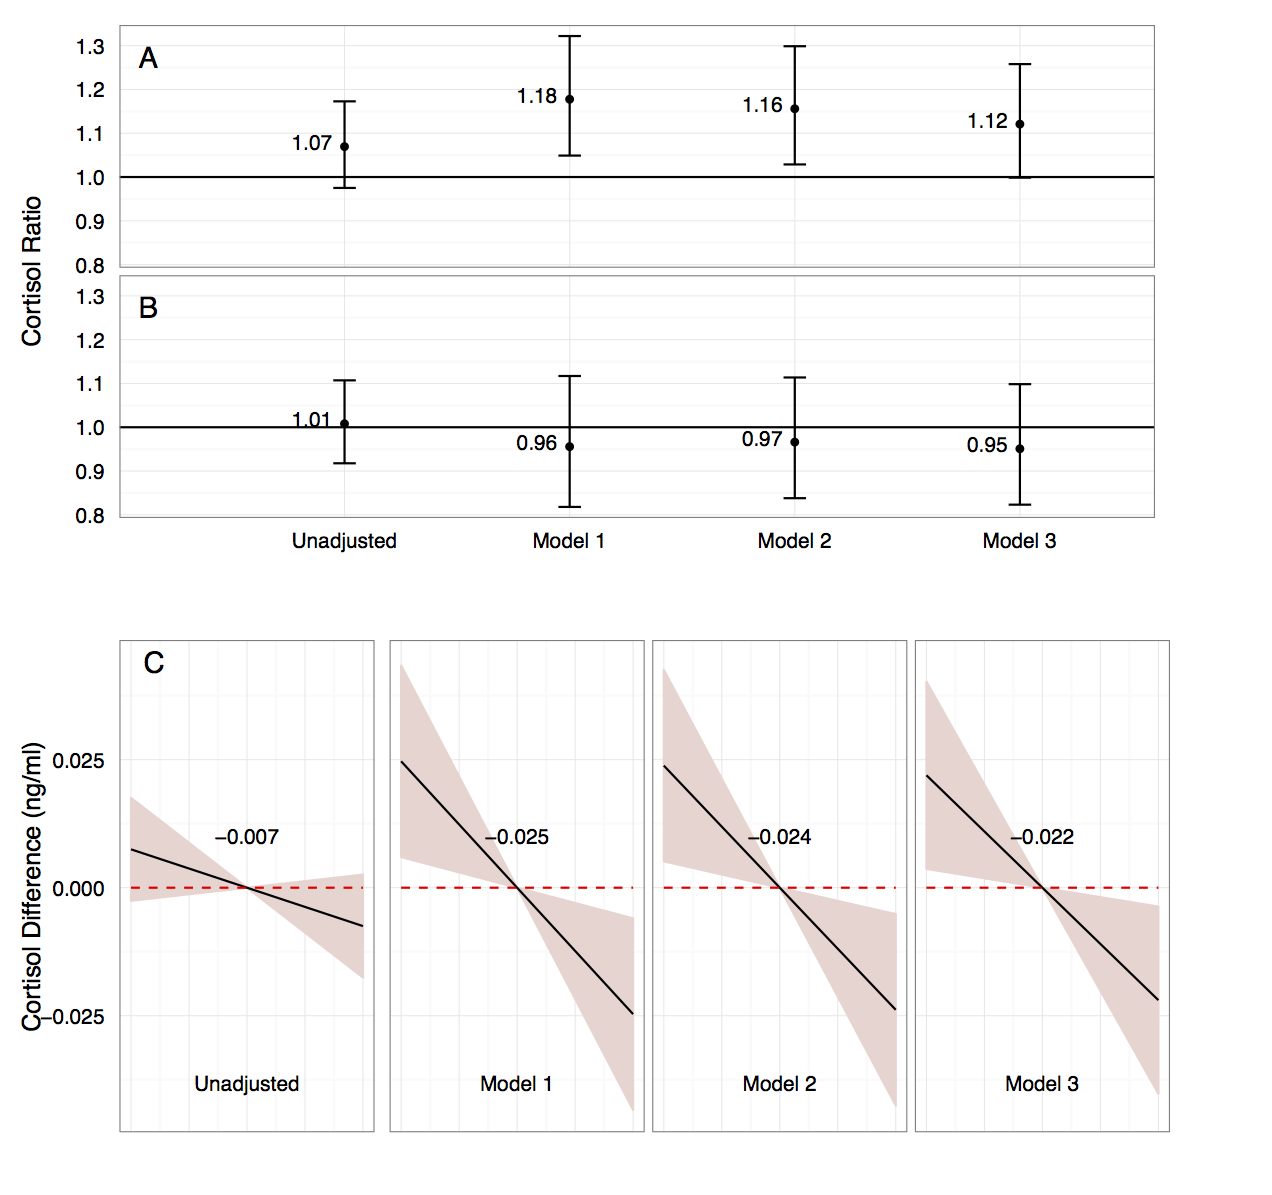 A
1.3
1.2
1.1
1.0
0.9
0.8
1.07
1.18
1.16
1.12
Cortisol Ratio
B
1.3
1.2
1.1
1.0
0.9
0.8
1.01
0.96
0.97
0.95
Unadjusted
Model 1
Model 2
Model 3
C
Cortisol Difference (ng/ml)
0.025
0.000
−0.025
−0.007
−0.025
−0.024
−0.022
Unadjusted
Model 1
Model 2
Model 3